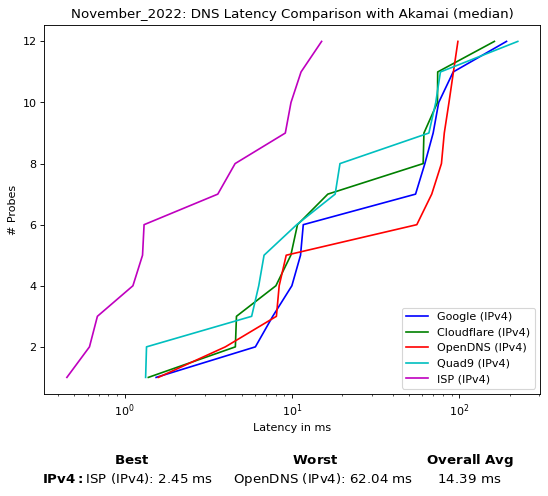 November_2022: DNS Latency Comparison with Akamai (median)
12
10
8
6
4
2
# Probes
10⁰
10¹
10²
Latency in ms
Google (IPv4)
Cloudflare (IPv4)
OpenDNS (IPv4)
Quad9 (IPv4)
ISP (IPv4)
Best Worst Overall Avg
IPv4: ISP (IPv4): 2.45 ms OpenDNS (IPv4): 62.04 ms 14.39 ms